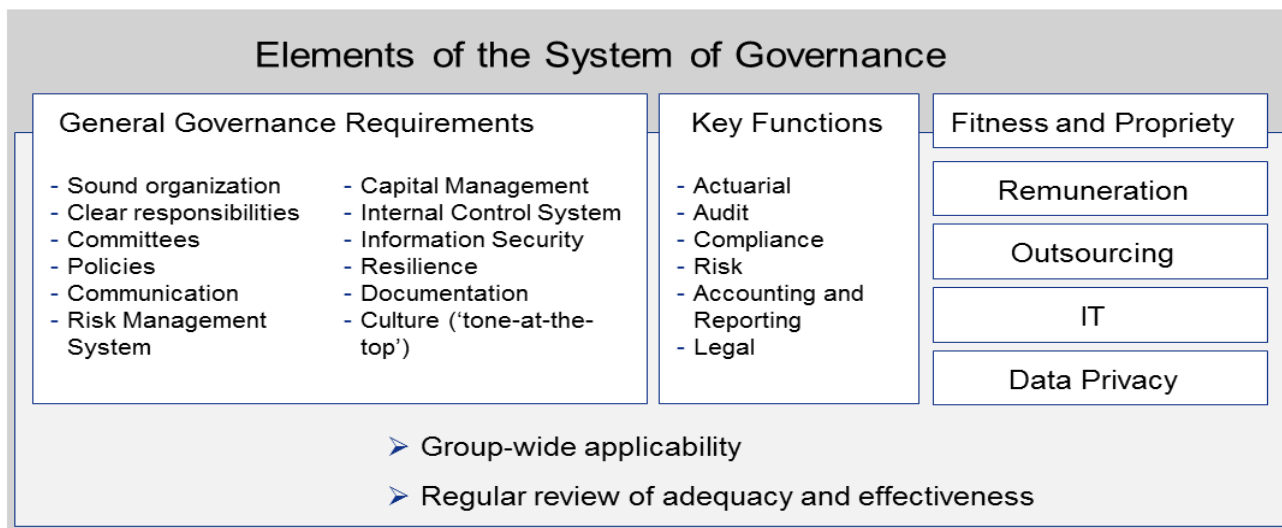 Elements of the System of Governance
General Governance Requirements
- Sound organization
- Clear responsibilities
- Committees
- Policies
- Communication
- Risk Management
System
- Capital Management
- Internal Control System
- Information Security
- Resilience
- Documentation
- Culture (‘tone-at-the-
top’)
Key Functions
- Actuarial
- Audit
- Compliance
- Risk
- Accounting and
Reporting
- Legal
Fitness and Propriety
Remuneration
Outsourcing
IT
Data Privacy
➢ Group-wide applicability
➢ Regular review of adequacy and effectiveness